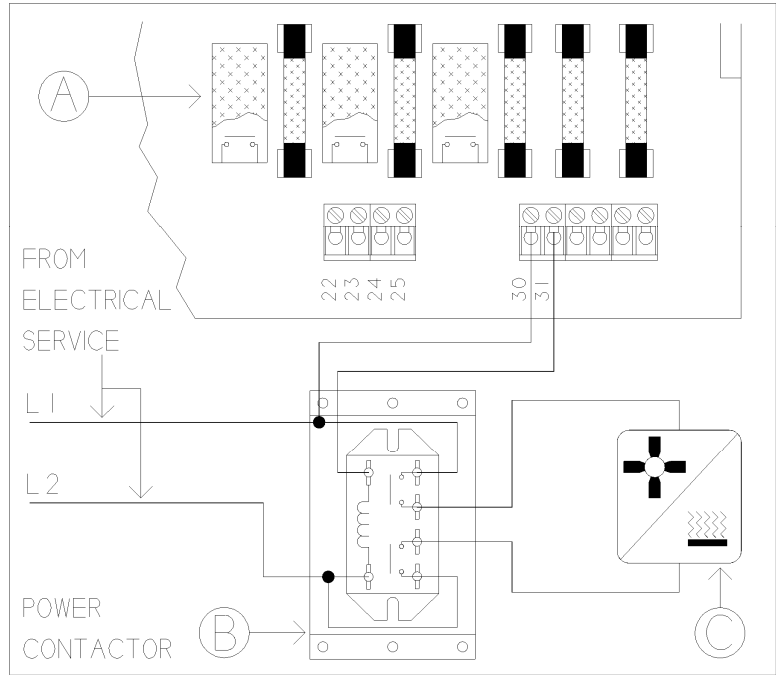 A
22
23
24
25
30
31
FROM
ELECTRICAL
SERVICE
L1
L2
POWER
CONTACTOR
B
C